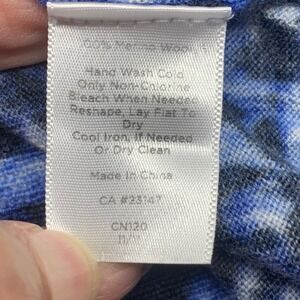 100% Merino Wool
Hand Wash Cold
Only Non-Chlorine
Bleach When Needed
Reshape, Lay Flat To
Dry
Cool Iron, If Needed
Or Dry Clean
Made In China
CA #23147
CN120
11/